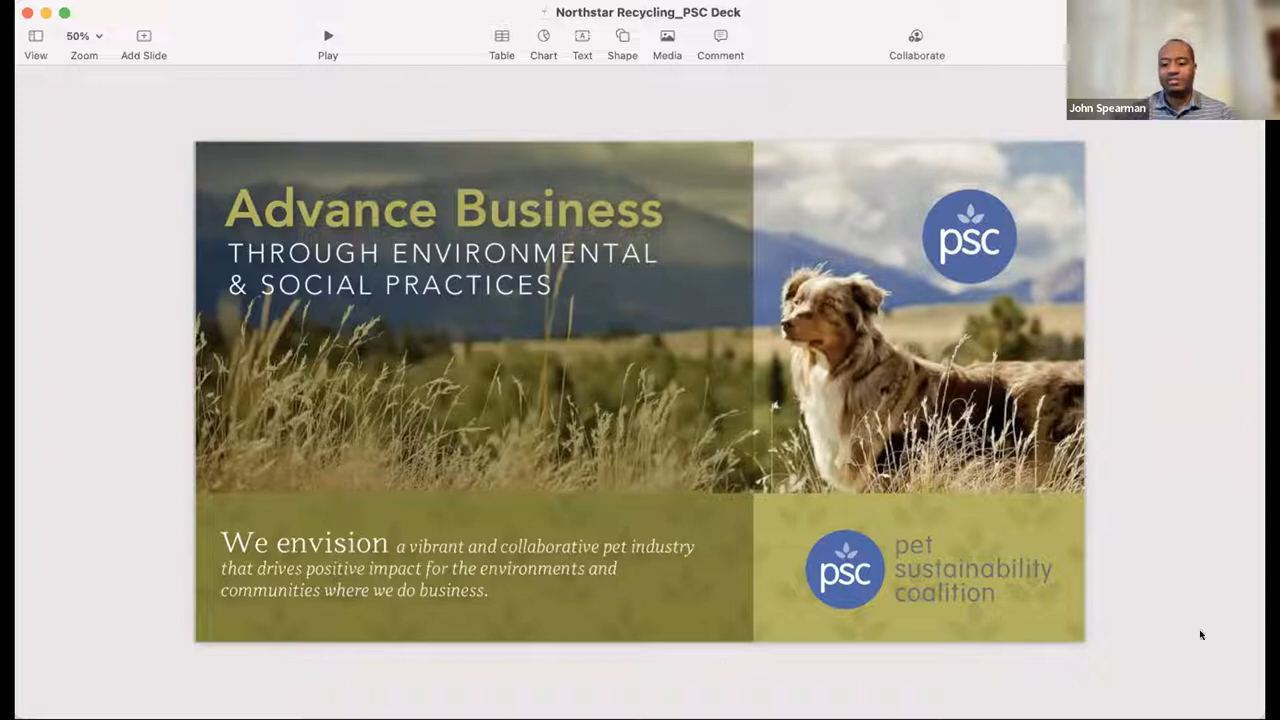 Northstar Recycling_PSC Deck
50%
View
Zoom
Add Slide
Play
Table
Chart
Text
Shape
Media
Comment
Collaborate
John Spearman
Advance Business
THROUGH ENVIRONMENTAL
& SOCIAL PRACTICES
psc
We envision a vibrant and collaborative pet industry
that drives positive impact for the environments and
communities where we do business.
psc
pet
sustainability
coalition